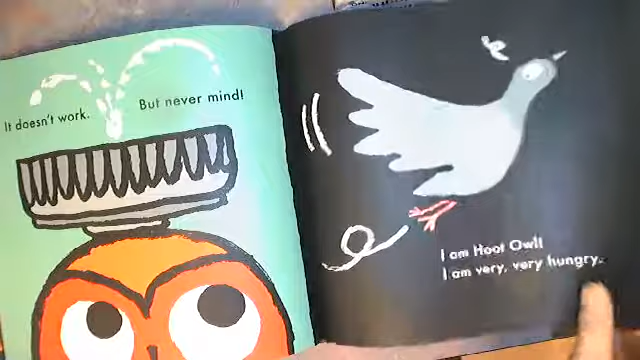 It doesn't work.
But never mind!
I am Hoot Owl!
I am very, very hungry.